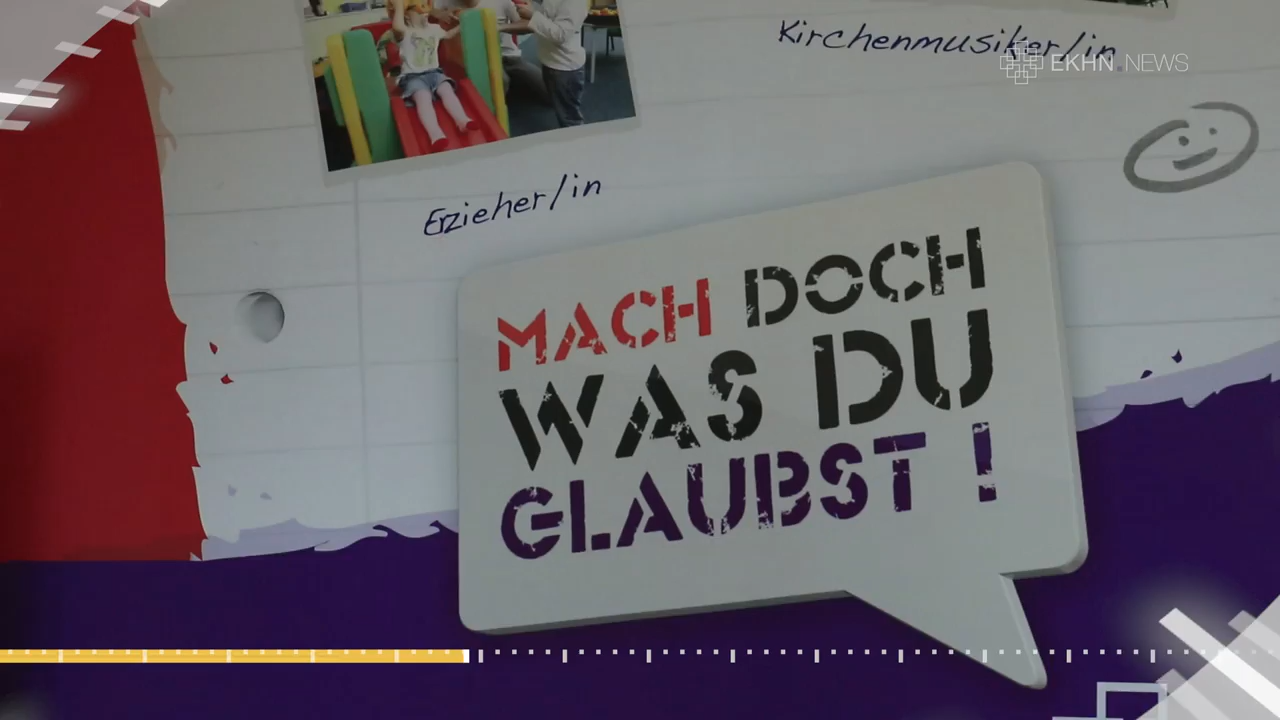 Kirchenmusiker/in
EKHN.NEWS
Erzieher/in
MACH DOCH
WAS DU
GLAUBST !